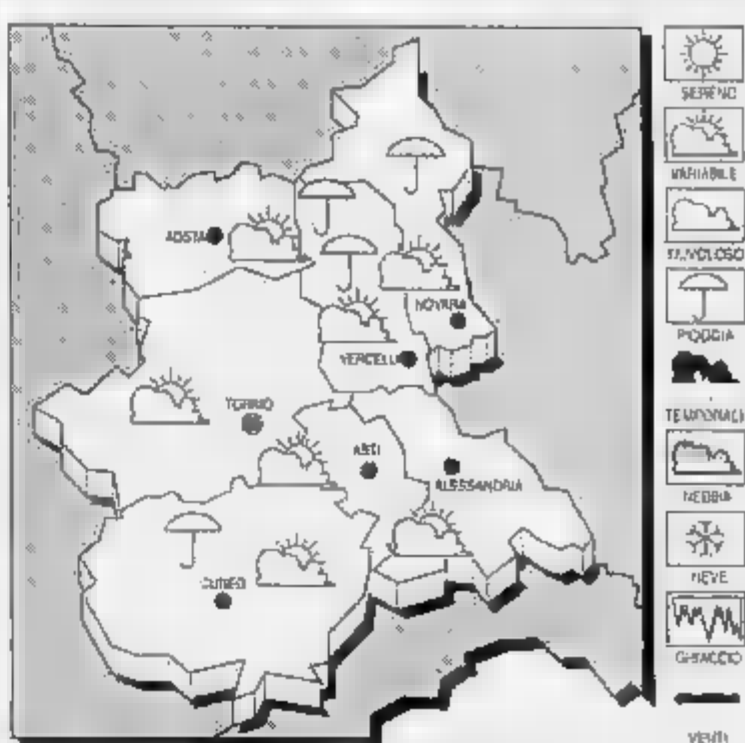 AOSTA
NOVARA
VERCELLI
TORINO
ASTI
ALESSANDRIA
CUNEO
SERENO
VARIABILE
NUVOLOSO
PIOGGIA
TEMPORALI
NEBBIA
NEVE
GHIACCIO
VENTI